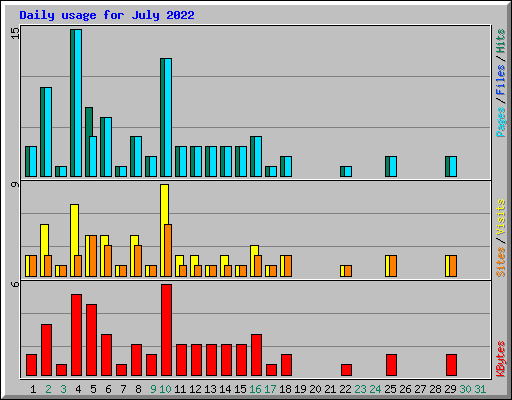 Daily usage for July 2022
15
9
6
Pages / Files / Hits
Sites / Visits
KBytes
1 2 3 4 5 6 7 8 9 10 11 12 13 14 15 16 17 18 19 20 21 22 23 24 25 26 27 28 29 30 31